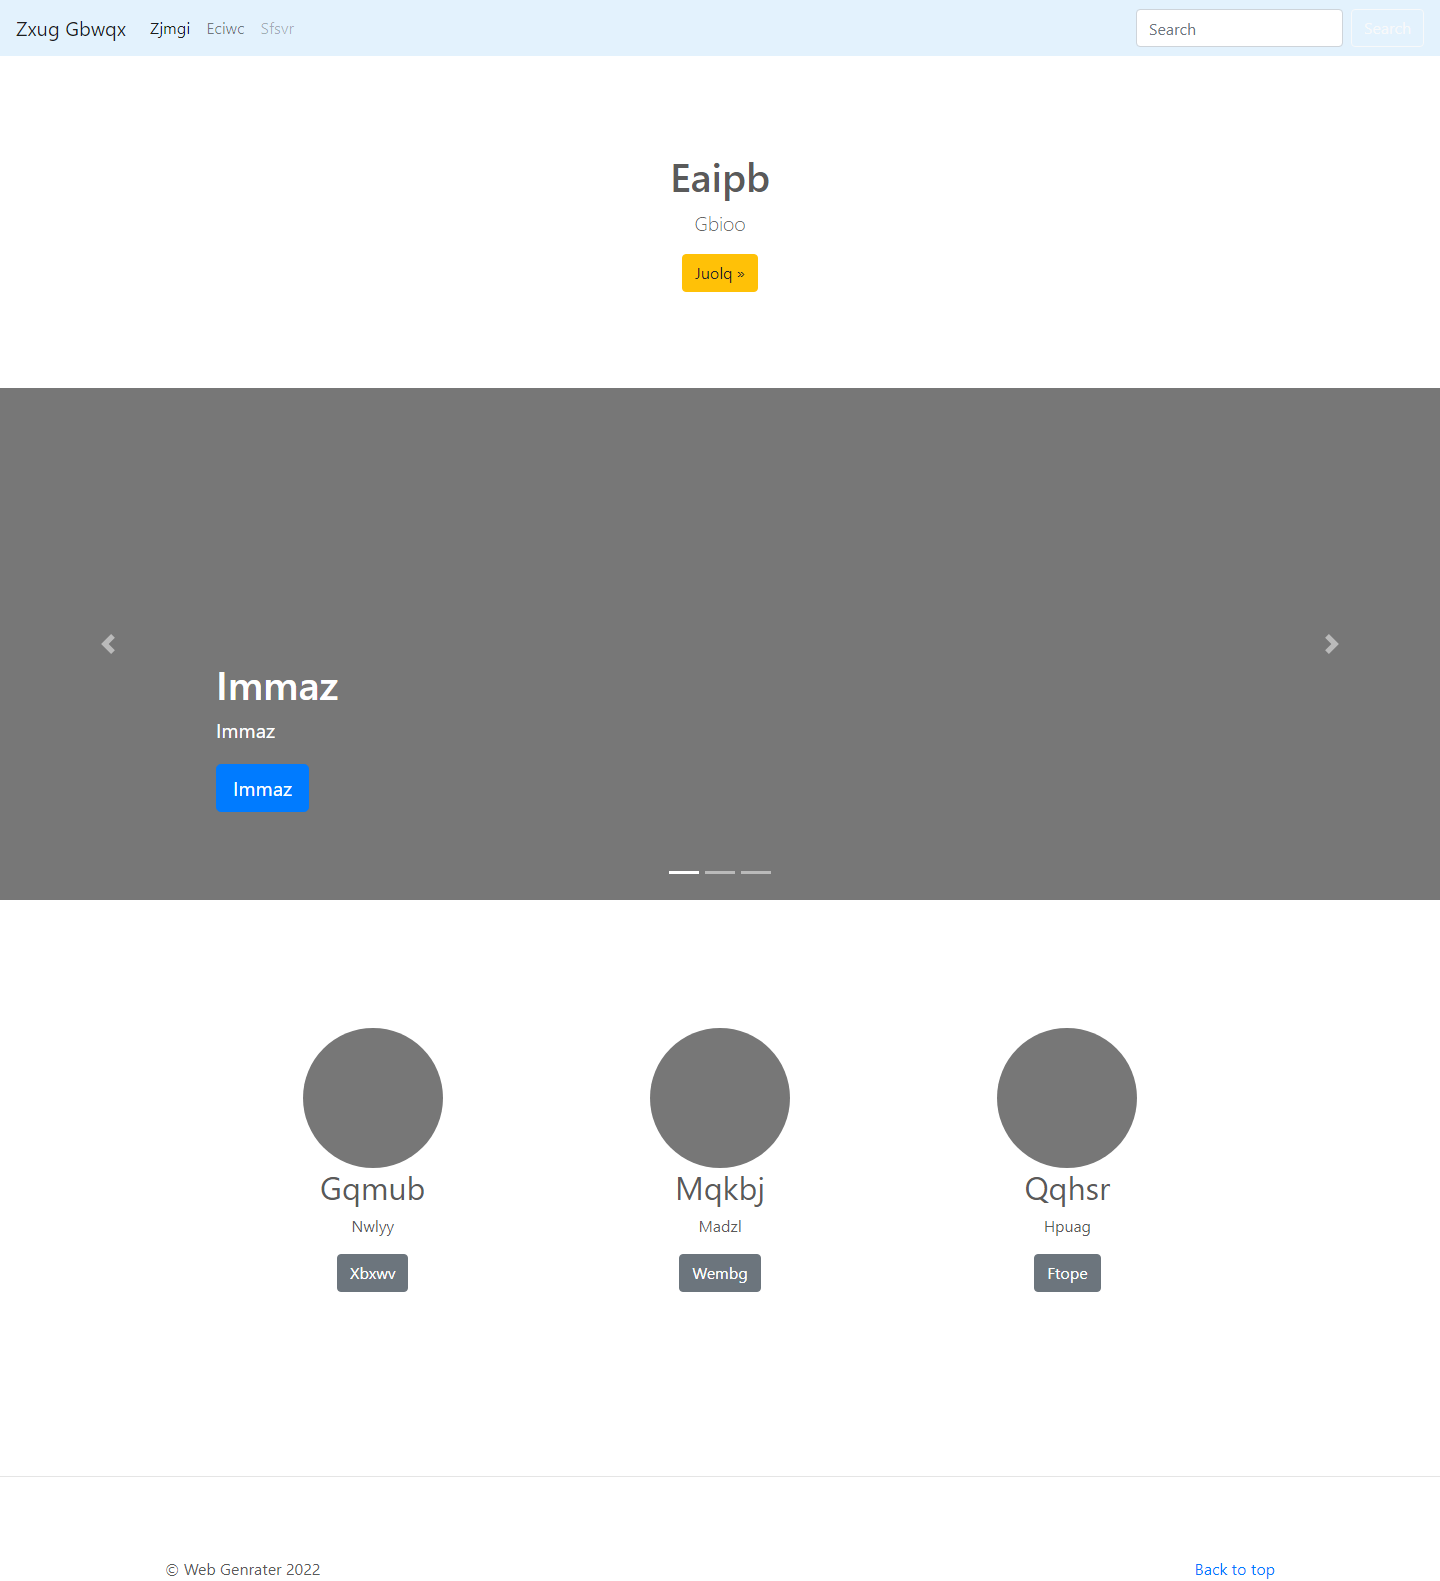 Zxug Gbwqx Zjmgi Eciwc Sfsvr Search Search
Eaipb
Gbioo
Juolq »
Immaz
Immaz
Immaz
Gqmub Mqkbj Qqhsr
Nwlyy Madzl Hpuag
Xbxwv Wembg Ftope
© Web Genrater 2022 Back to top